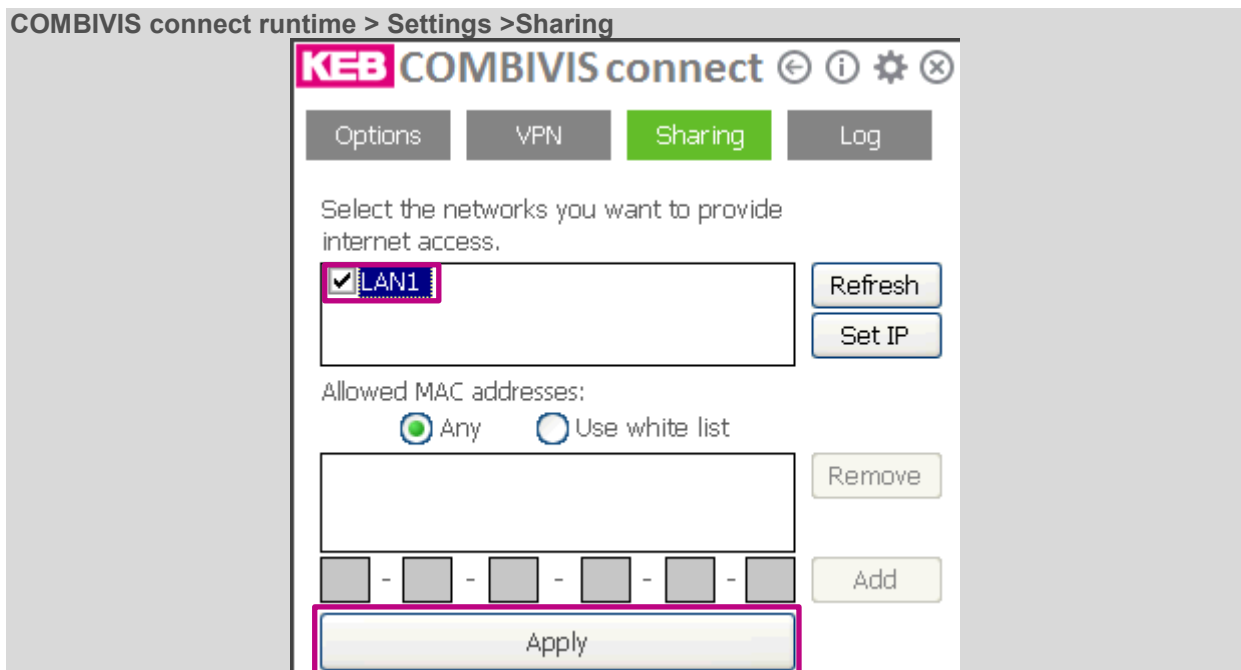 COMBIVIS connect runtime > Settings >Sharing
KEB COMBIVIS connect
Options VPN Sharing Log
Select the networks you want to provide
internet access.
LAN1
Refresh
Set IP
Allowed MAC addresses:
Any Use white list
Remove
- - - - - Add
Apply